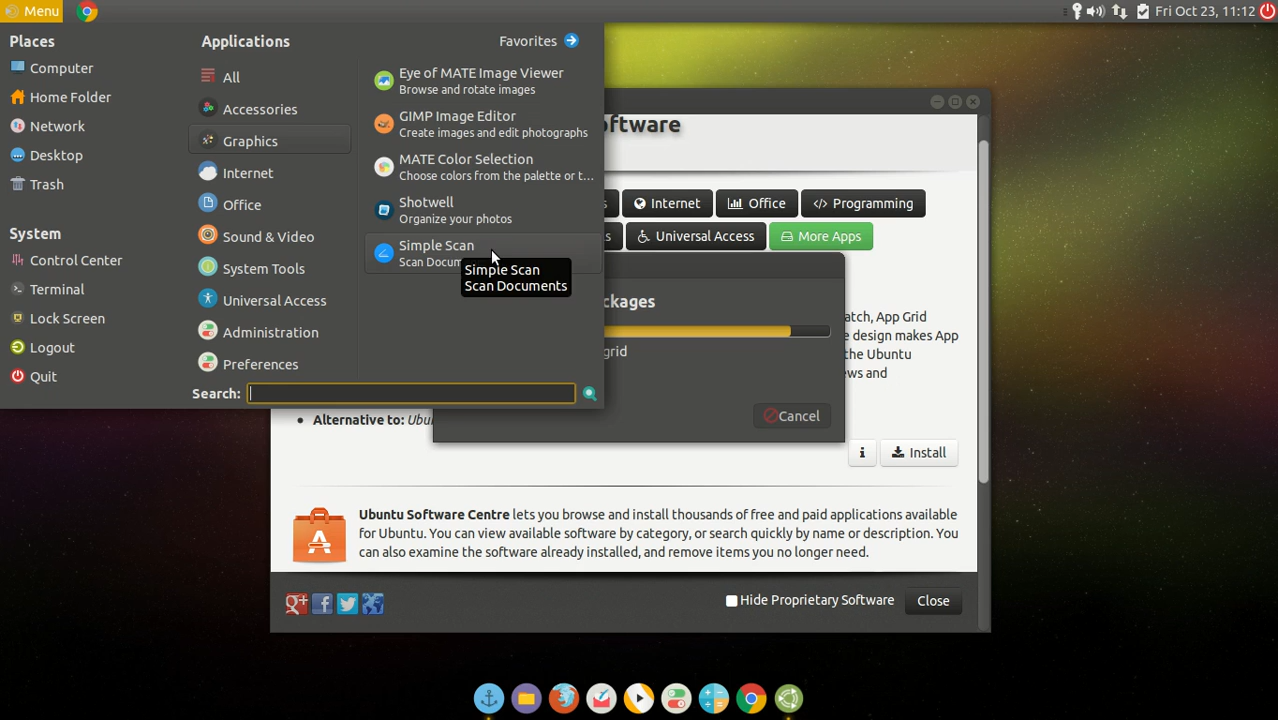 Menu
Fri Oct 23, 11:12
Places
Computer
Home Folder
Network
Desktop
Trash
System
Control Center
Terminal
Lock Screen
Logout
Quit
Applications
All
Accessories
Graphics
Internet
Office
Sound & Video
System Tools
Universal Access
Administration
Preferences
Favorites
Eye of MATE Image Viewer
Browse and rotate images
GIMP Image Editor
Create images and edit photographs
MATE Color Selection
Choose colors from the palette or t...
Shotwell
Organize your photos
Simple Scan
Scan Docum
Simple Scan
Scan Documents
Search:
ftware
s
Internet
Office
</> Programming
s
Universal Access
More Apps
ckages
grid
Cancel
atch, App Grid
e design makes App
the Ubuntu
ews and
• Alternative to: Ubu
i
Install
Ubuntu Software Centre lets you browse and install thousands of free and paid applications available
for Ubuntu. You can view available software by category, or search quickly by name or description. You
can also examine the software already installed, and remove items you no longer need.
Hide Proprietary Software
Close